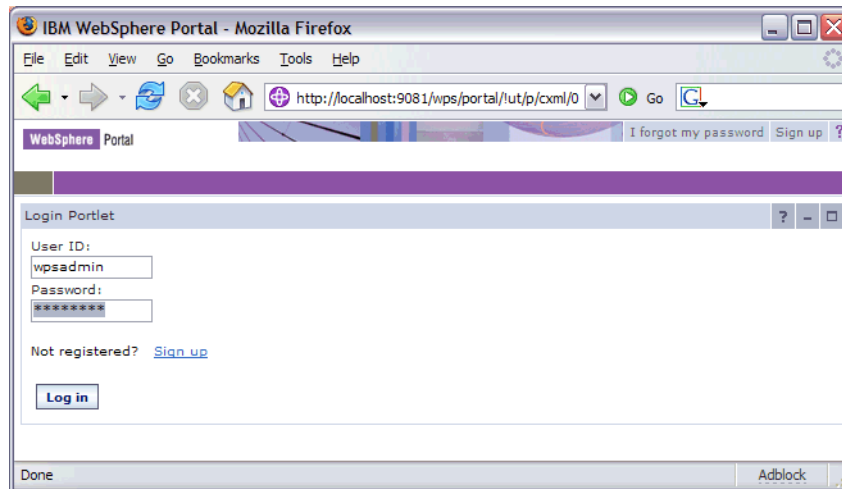 IBM WebSphere Portal - Mozilla Firefox
File Edit View Go Bookmarks Tools Help
http://localhost:9081/wps/portal/!ut/p/cxml/0 Go G
WebSphere Portal I forgot my password Sign up ?
Login Portlet ?
User ID:
wpsadmin
Password:
********
Not registered? Sign up
Log in
Done Adblock